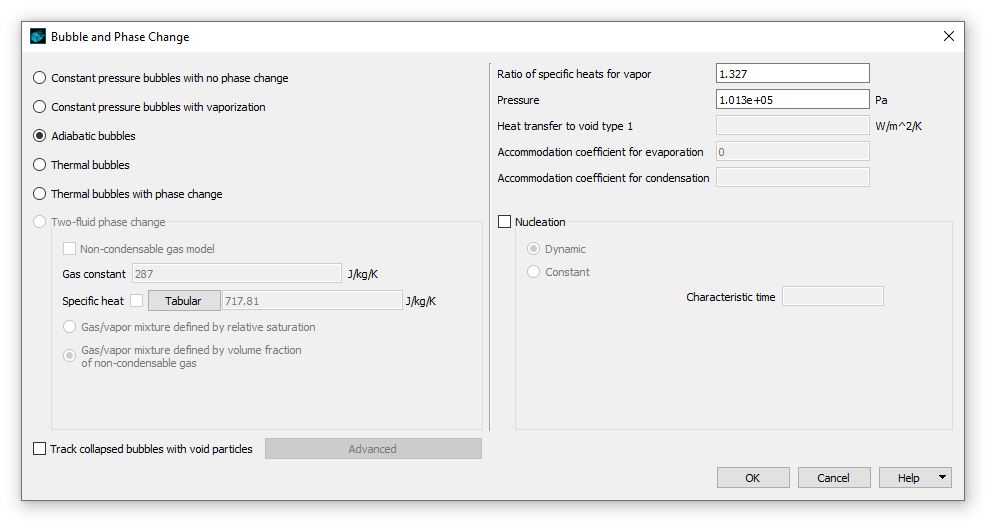 Bubble and Phase Change
Constant pressure bubbles with no phase change
Constant pressure bubbles with vaporization
Adiabatic bubbles
Thermal bubbles
Thermal bubbles with phase change
Two-fluid phase change
Non-condensable gas model
Gas constant 287 J/kg/K
Specific heat Tabular 717.81 J/kg/K
Gas/vapor mixture defined by relative saturation
Gas/vapor mixture defined by volume fraction
of non-condensable gas
Track collapsed bubbles with void particles Advanced
Ratio of specific heats for vapor 1.327
Pressure 1.013e+05 Pa
Heat transfer to void type 1 W/m^2/K
Accommodation coefficient for evaporation 0
Accommodation coefficient for condensation
Nucleation
Dynamic
Constant
Characteristic time
OK Cancel Help